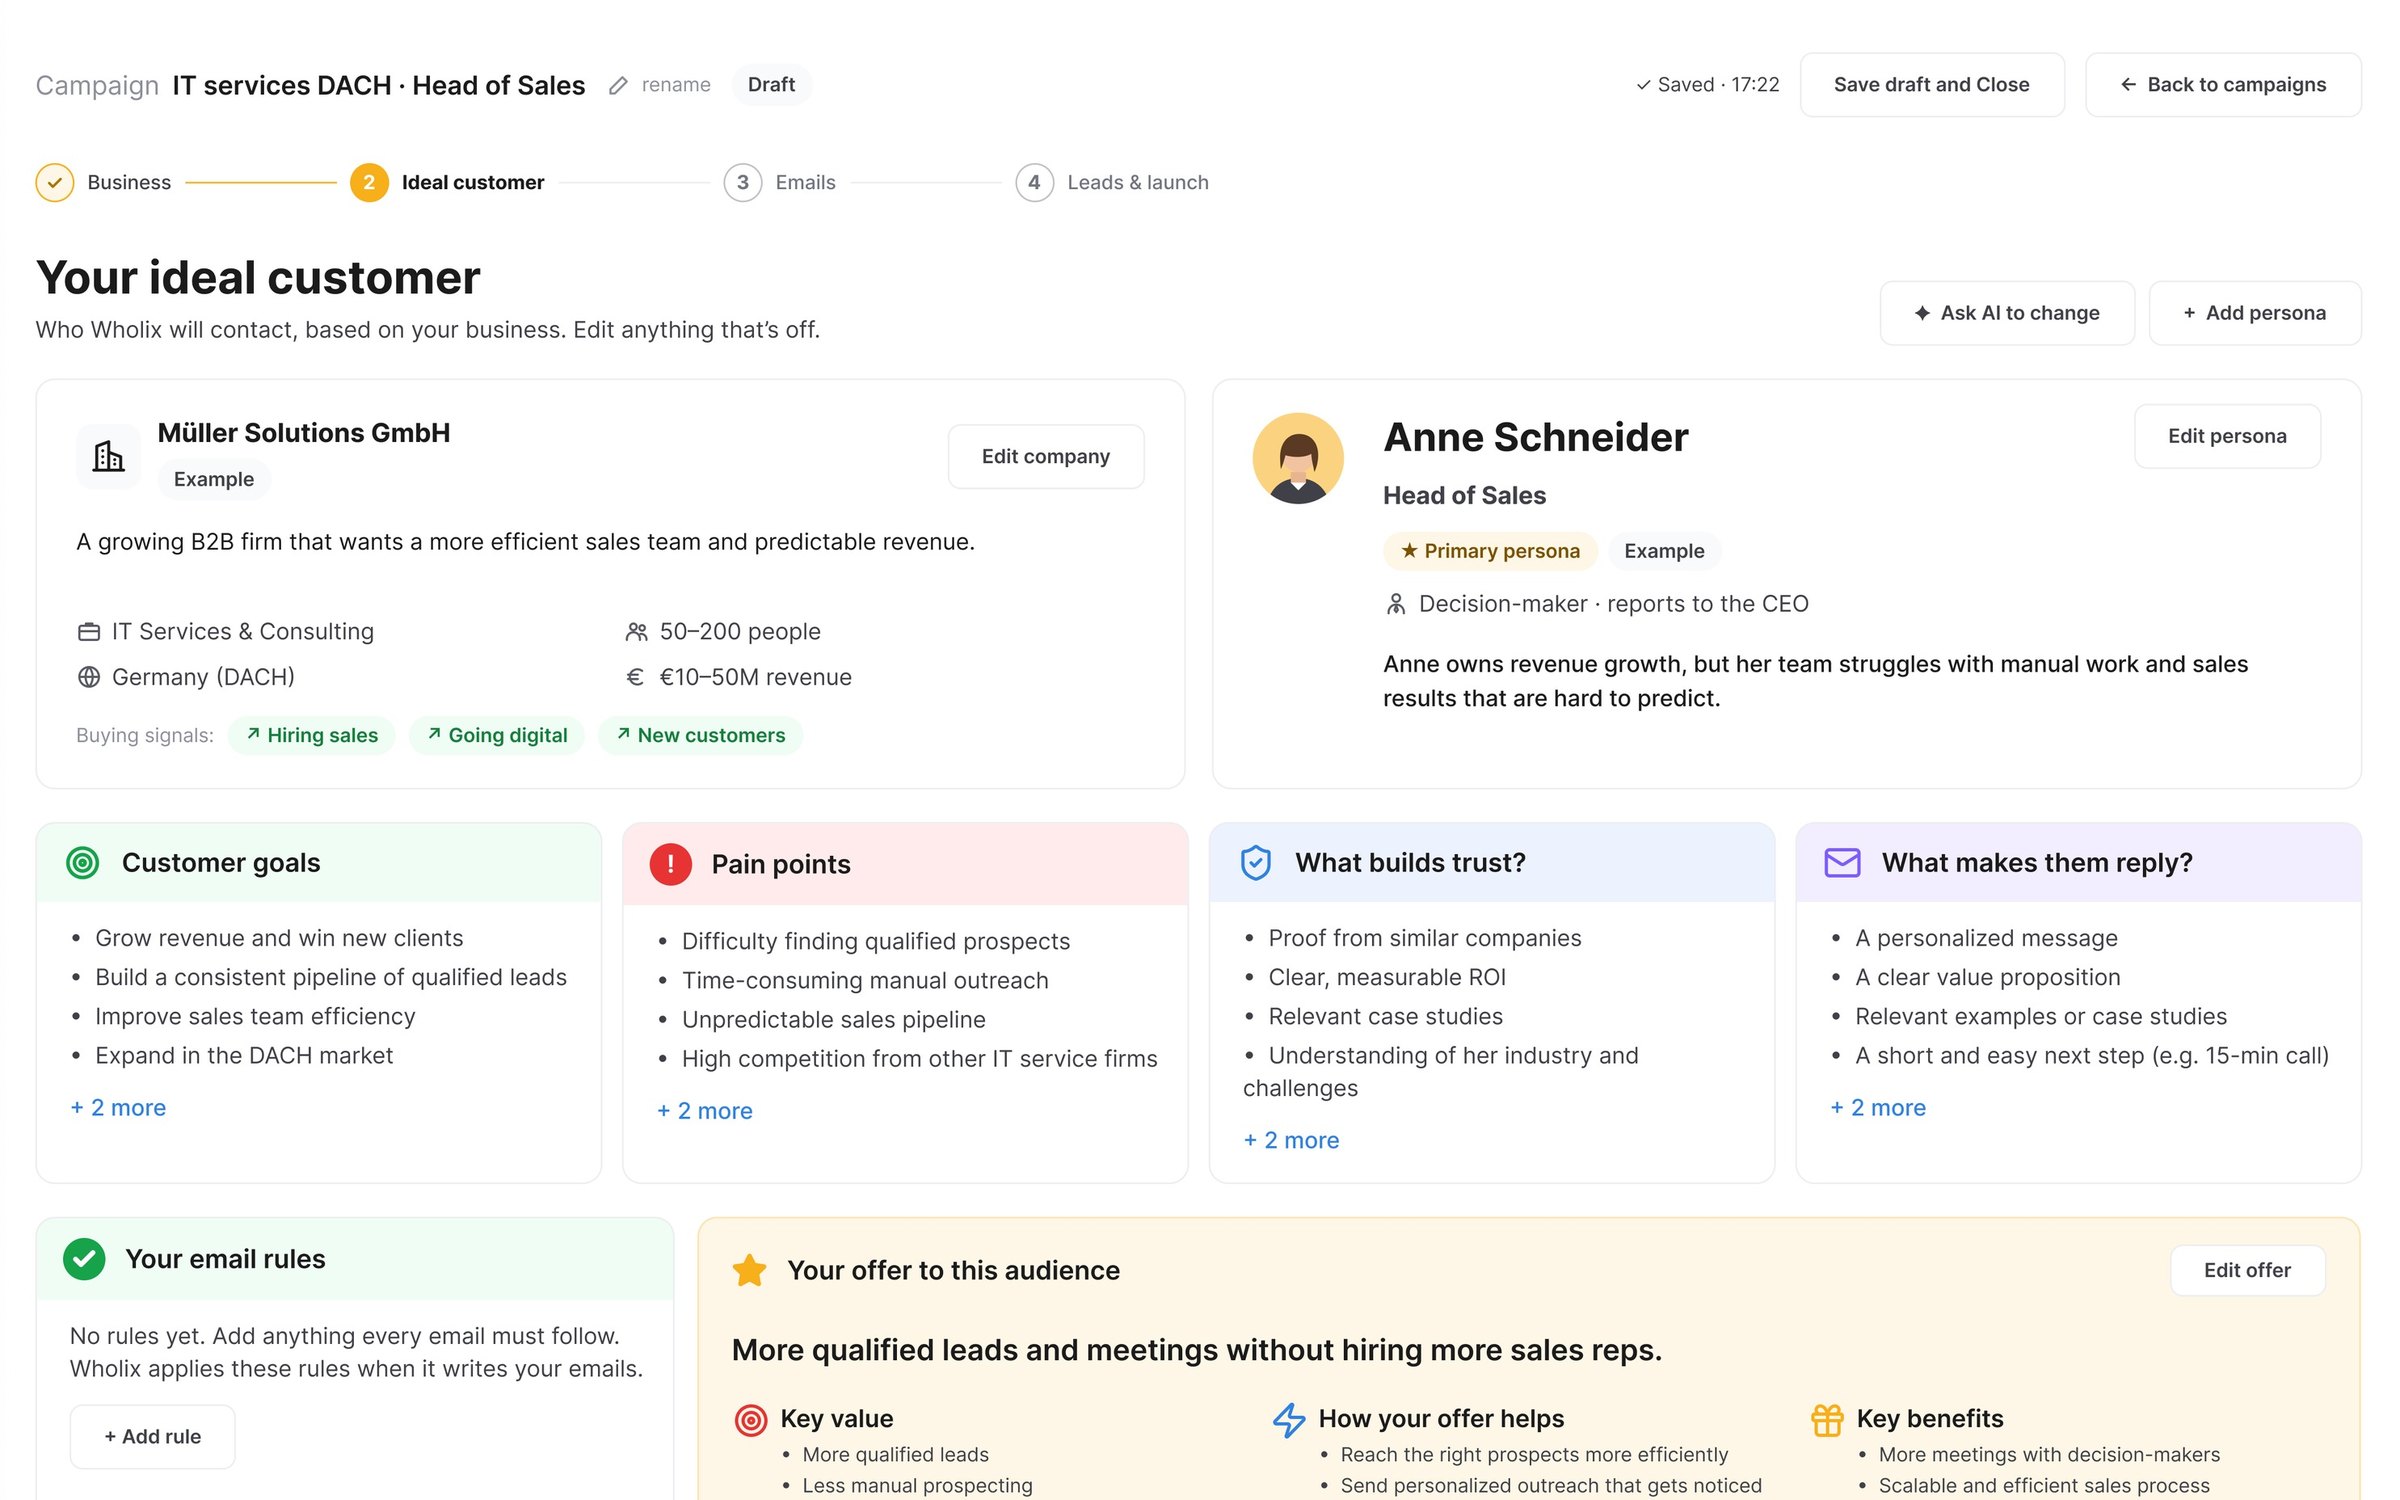 Campaign IT services DACH · Head of Sales rename Draft
✓ Saved · 17:22 Save draft and Close ← Back to campaigns
Business 2 Ideal customer 3 Emails 4 Leads & launch
Your ideal customer
Who Wholix will contact, based on your business. Edit anything that’s off.
Ask AI to change + Add persona
Müller Solutions GmbH
Example
Edit company
A growing B2B firm that wants a more efficient sales team and predictable revenue.
IT Services & Consulting 50–200 people
Germany (DACH) € €10–50M revenue
Buying signals: ↗ Hiring sales ↗ Going digital ↗ New customers
Anne Schneider
Edit persona
Head of Sales
★ Primary persona Example
Decision-maker · reports to the CEO
Anne owns revenue growth, but her team struggles with manual work and sales
results that are hard to predict.
Customer goals
• Grow revenue and win new clients
• Build a consistent pipeline of qualified leads
• Improve sales team efficiency
• Expand in the DACH market
+ 2 more
! Pain points
• Difficulty finding qualified prospects
• Time-consuming manual outreach
• Unpredictable sales pipeline
• High competition from other IT service firms
+ 2 more
What builds trust?
• Proof from similar companies
• Clear, measurable ROI
• Relevant case studies
• Understanding of her industry and
challenges
+ 2 more
What makes them reply?
• A personalized message
• A clear value proposition
• Relevant examples or case studies
• A short and easy next step (e.g. 15-min call)
+ 2 more
Your email rules
No rules yet. Add anything every email must follow.
Wholix applies these rules when it writes your emails.
+ Add rule
Your offer to this audience
Edit offer
More qualified leads and meetings without hiring more sales reps.
Key value
• More qualified leads
• Less manual prospecting
How your offer helps
• Reach the right prospects more efficiently
• Send personalized outreach that gets noticed
Key benefits
• More meetings with decision-makers
• Scalable and efficient sales process